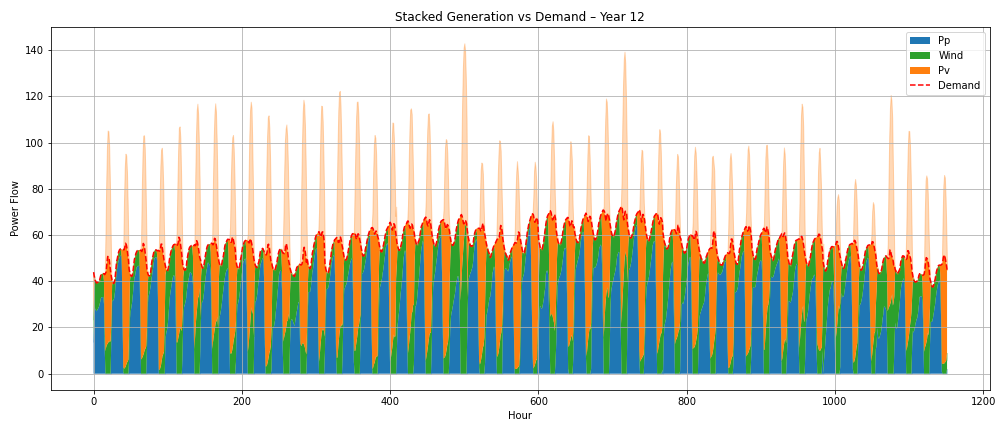 Stacked Generation vs Demand – Year 12
Power Flow
140
120
100
80
60
40
20
0
Pp
Wind
Pv
Demand
0 200 400 600 800 1000 1200
Hour